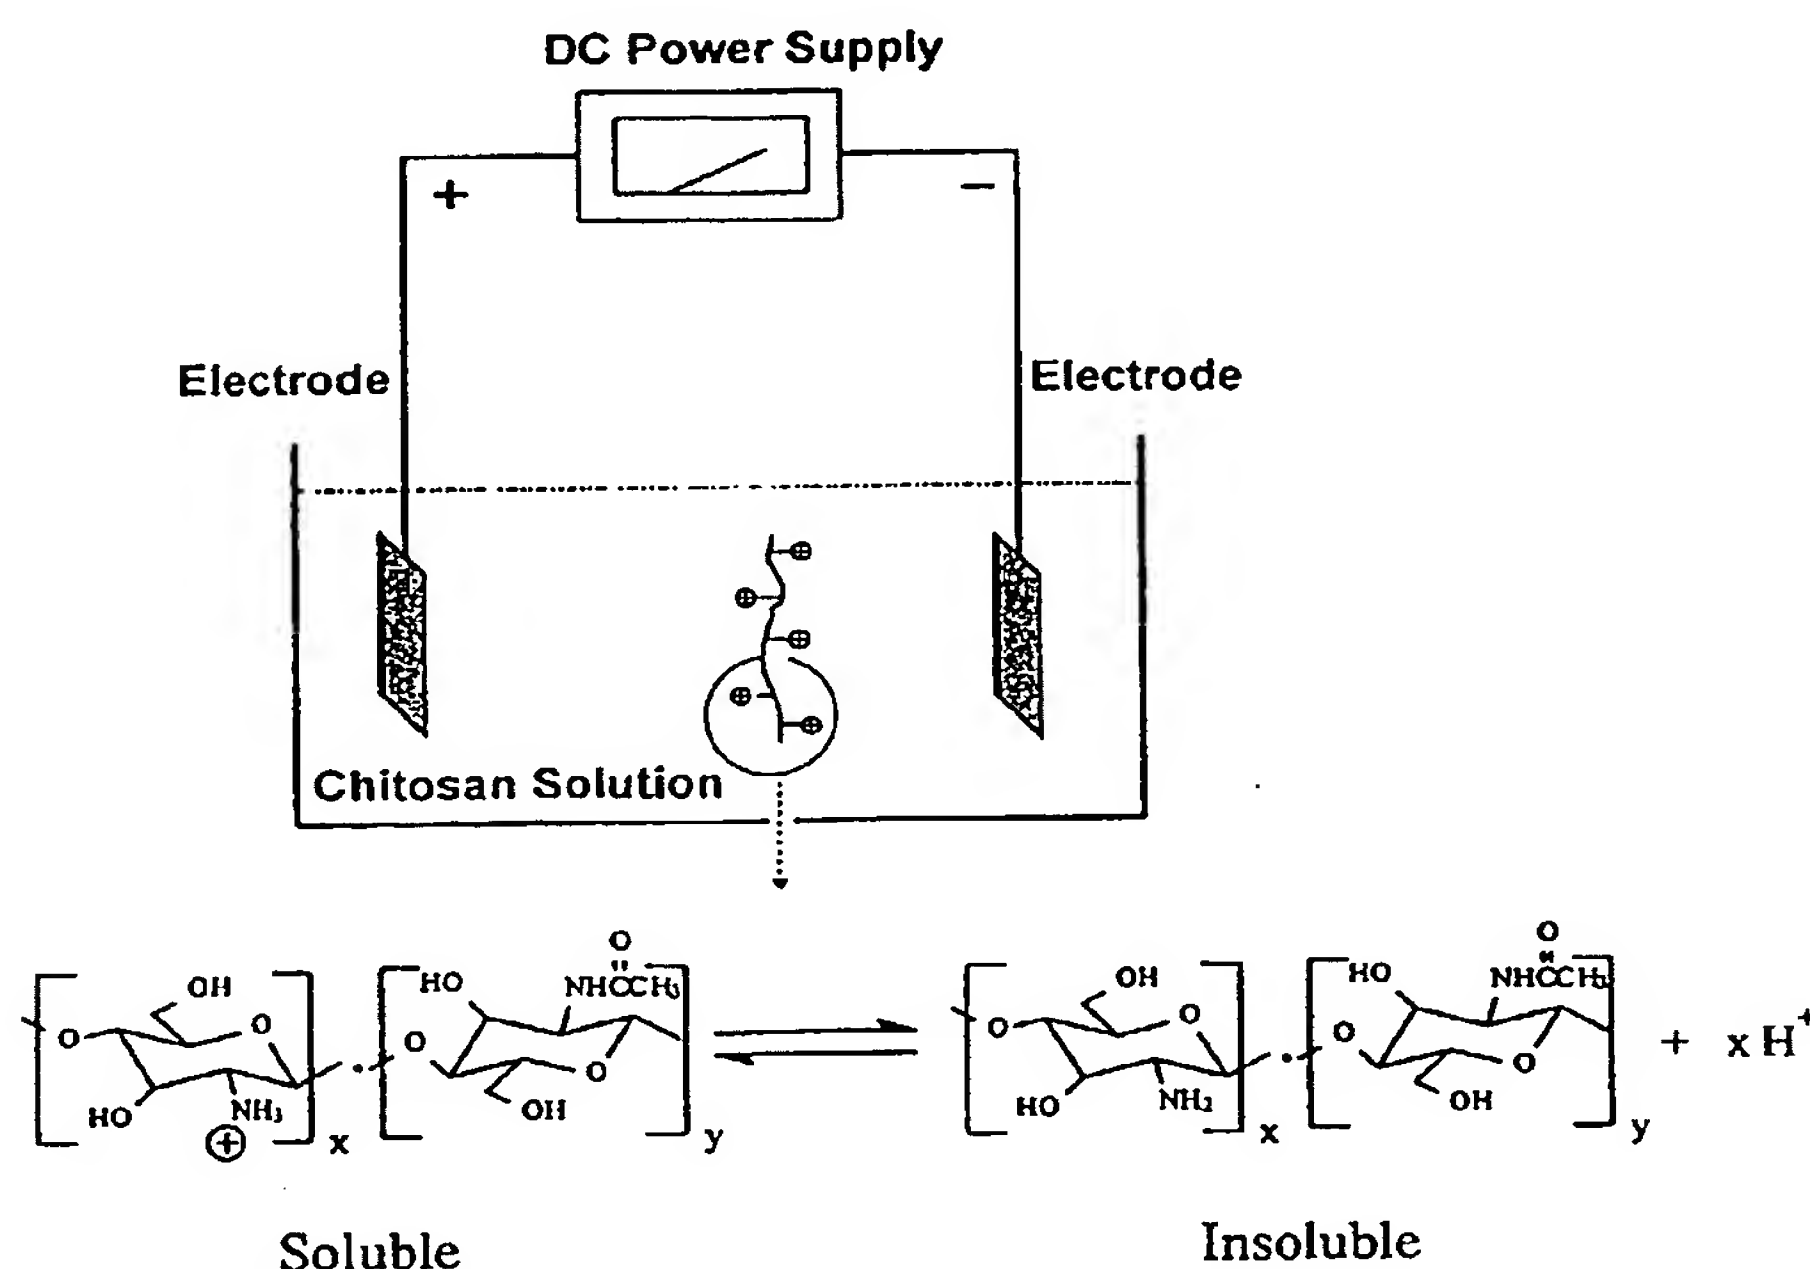 DC Power Supply
+ −
Electrode Electrode
⊕
⊕
⊕
⊕
⊕
Chitosan Solution
O O
OH HO NHCCH₃ OH HO NHCCH₃
O O O O O O + x H⁺
O O
HO NH₃ OH HO NH₂ OH
⊕ x y x y
Soluble Insoluble